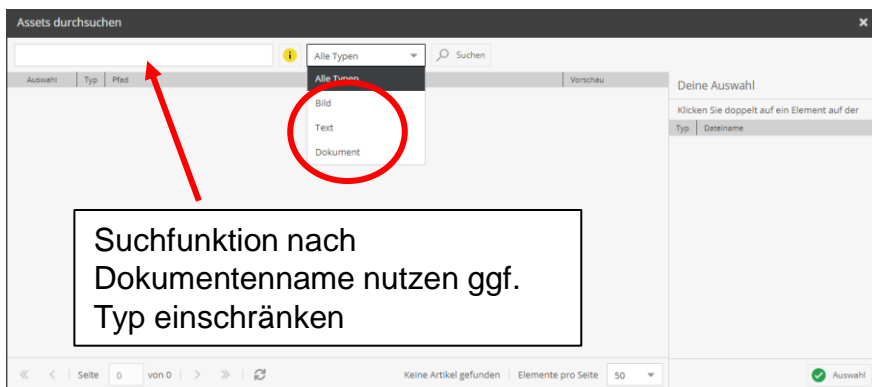 Assets durchsuchen
i Alle Typen Suchen
Auswahl Typ Pfad Vorschau
Alle Typen
Bild
Text
Dokument
Deine Auswahl
Klicken Sie doppelt auf ein Element auf der
Typ Dateiname
Suchfunktion nach
Dokumentenname nutzen ggf.
Typ einschränken
Seite 0 von 0 Keine Artikel gefunden Elemente pro Seite 50 Auswahl